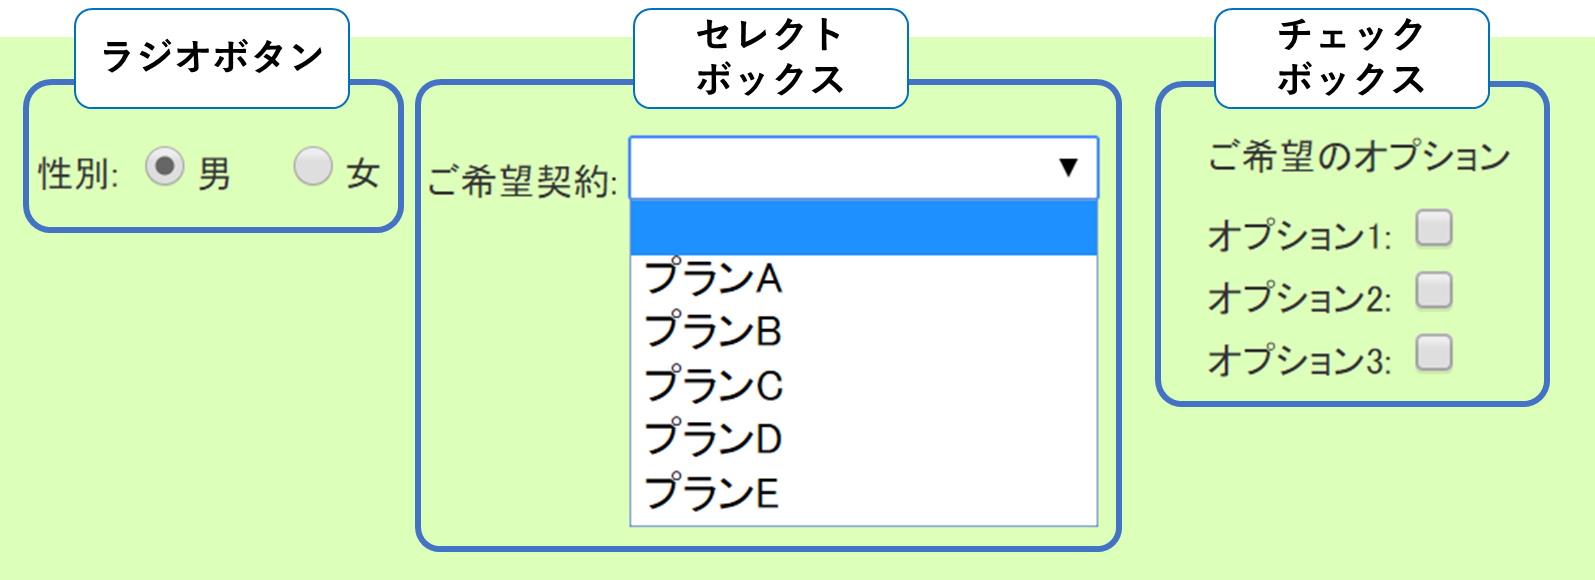 ラジオボタン
性別: 男 女
セレクト
ボックス
ご希望契約:
▼
プランA
プランB
プランC
プランD
プランE
チェック
ボックス
ご希望のオプション
オプション1:
オプション2:
オプション3: